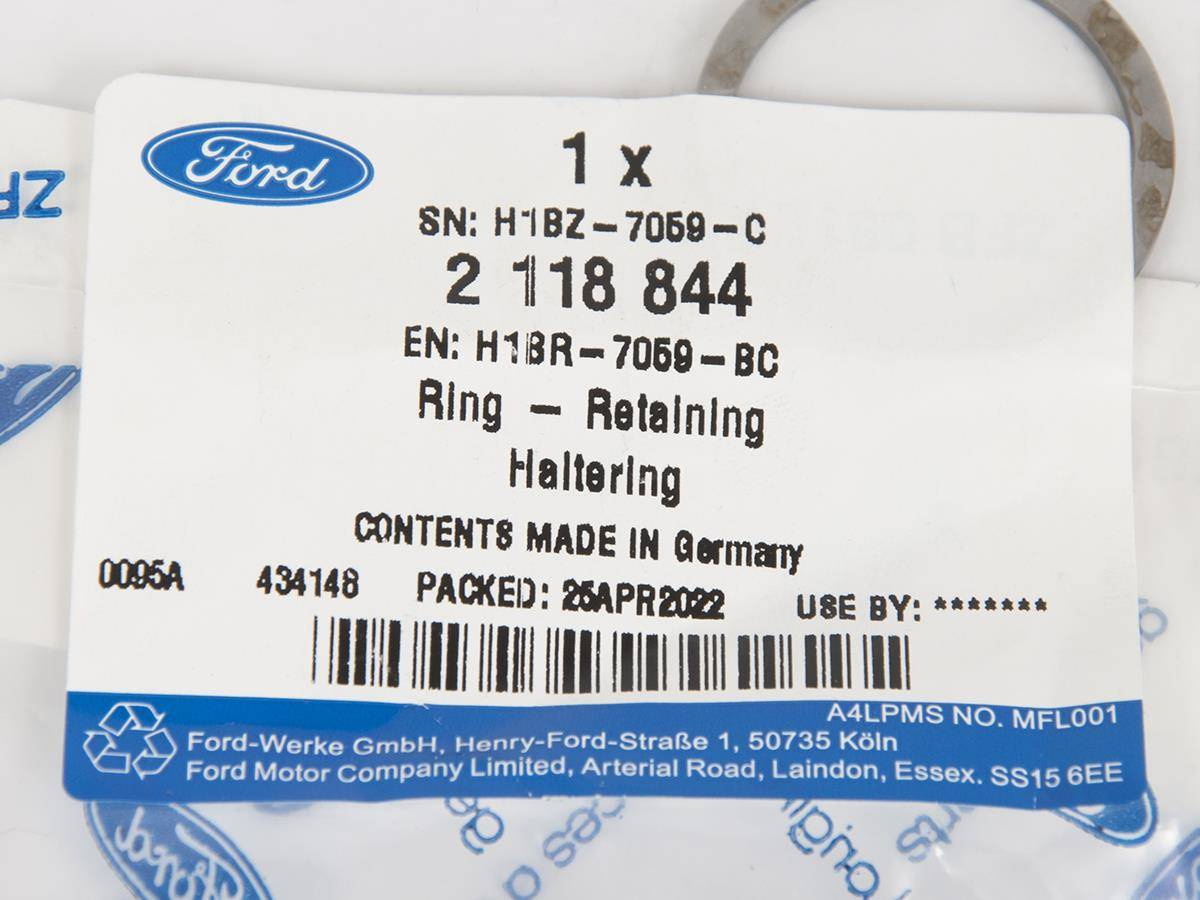 Ford
1 x
SN: H1BZ-7059-C
2 118 844
EN: H1BR-7059-BC
Ring - Retaining
Haltering
CONTENTS MADE IN Germany
0095A 434148 PACKED: 25APR2022 USE BY: *******
A4LPMS NO. MFL001
Ford-Werke GmbH, Henry-Ford-Straße 1, 50735 Köln
Ford Motor Company Limited, Arterial Road, Laindon, Essex. SS15 6EE
Ford